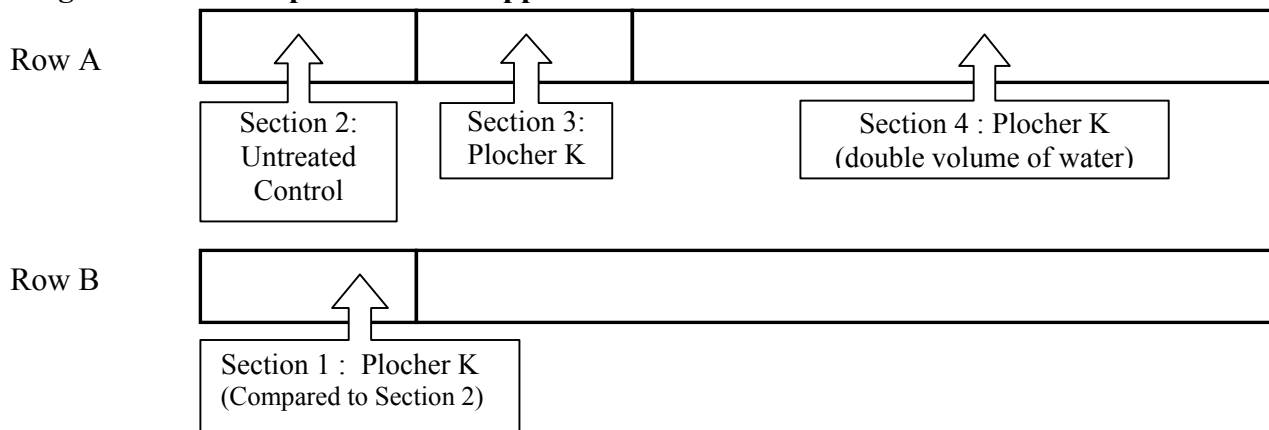 Row A
Section 2:
Untreated
Control
Section 3:
Plocher K
Section 4 : Plocher K
(double volume of water)
Row B
Section 1 : Plocher K
(Compared to Section 2)